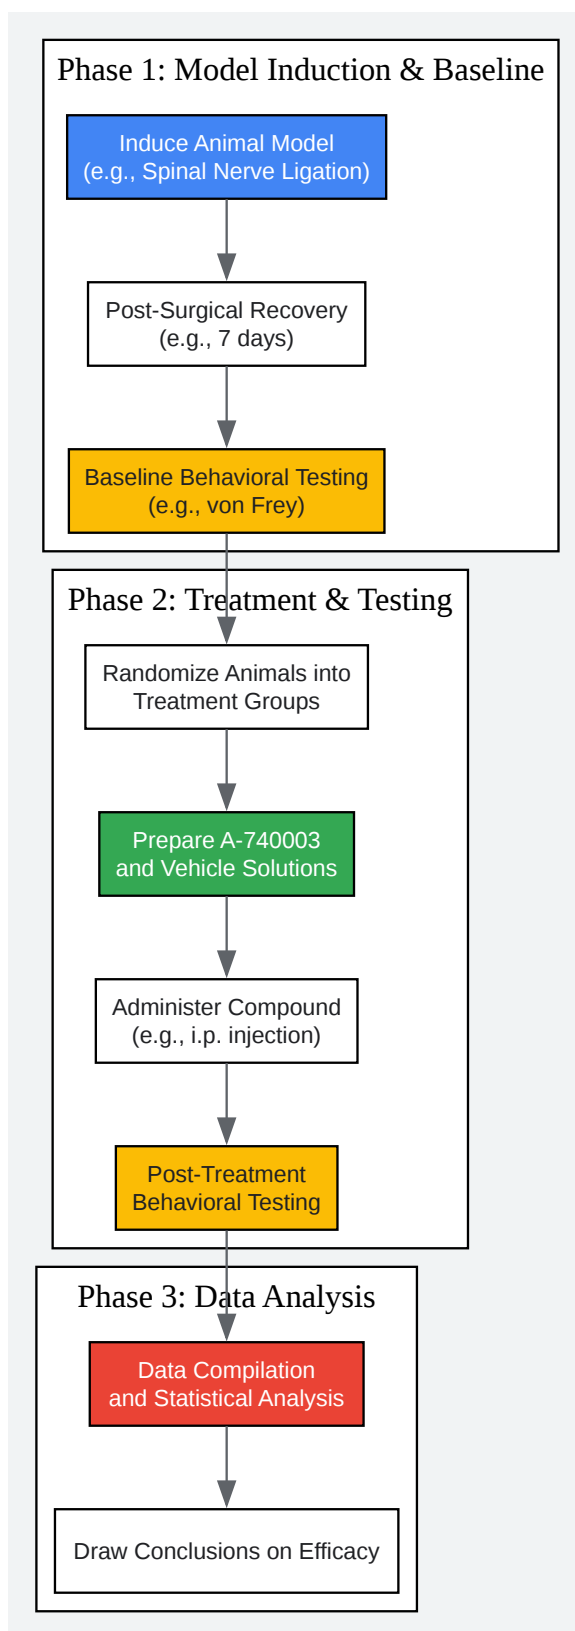 Phase 1: Model Induction & Baseline
Induce Animal Model
(e.g., Spinal Nerve Ligation)
Post-Surgical Recovery
(e.g., 7 days)
Baseline Behavioral Testing
(e.g., von Frey)
Phase 2: Treatment & Testing
Randomize Animals into
Treatment Groups
Prepare A-740003
and Vehicle Solutions
Administer Compound
(e.g., i.p. injection)
Post-Treatment
Behavioral Testing
Phase 3: Data Analysis
Data Compilation
and Statistical Analysis
Draw Conclusions on Efficacy